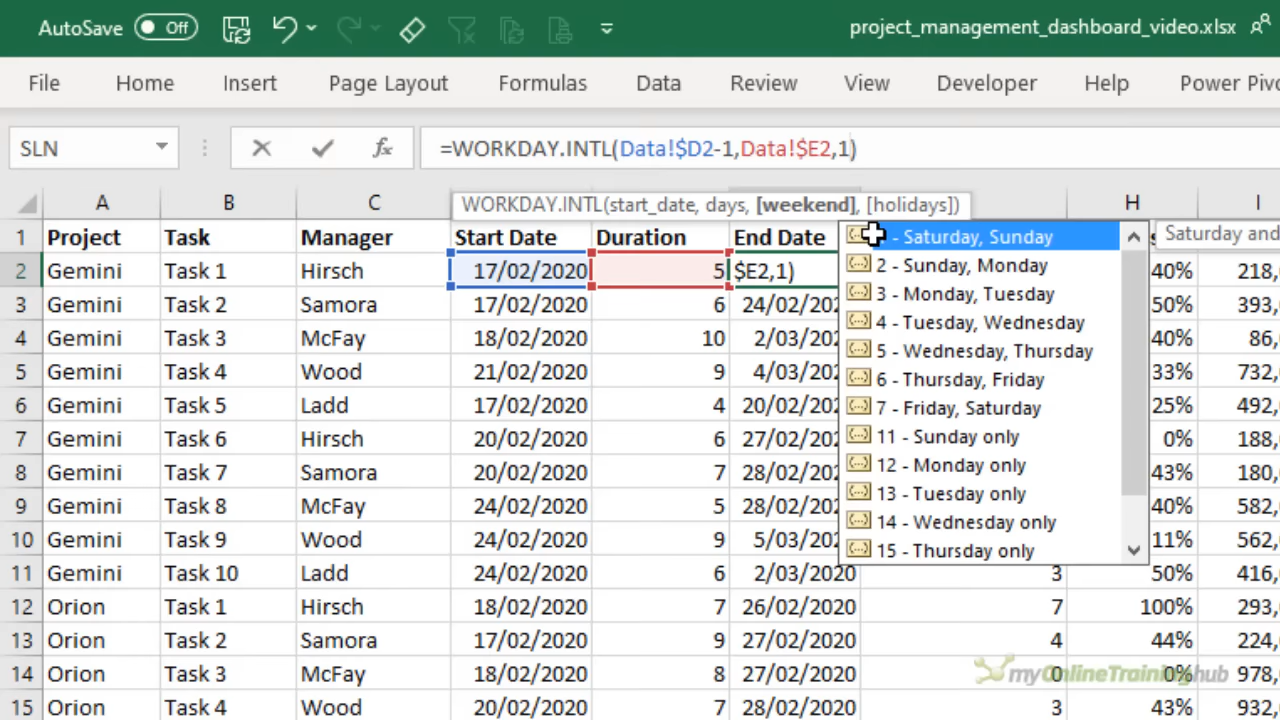 AutoSave Off project_management_dashboard_video.xlsx
File Home Insert Page Layout Formulas Data Review View Developer Help Power Piv
SLN =WORKDAY.INTL(Data!$D2-1,Data!$E2,1)
WORKDAY.INTL(start_date, days, [weekend], [holidays])
A B C H I
1 Project Task Manager Start Date Duration End Date
2 Gemini Task 1 Hirsch 17/02/2020 5 $E2,1) 40% 218,
3 Gemini Task 2 Samora 17/02/2020 6 24/02/202 50% 393,
4 Gemini Task 3 McFay 18/02/2020 10 2/03/202 40% 86,
5 Gemini Task 4 Wood 21/02/2020 9 4/03/202 33% 732,
6 Gemini Task 5 Ladd 17/02/2020 4 20/02/202 25% 492,
7 Gemini Task 6 Hirsch 20/02/2020 6 27/02/202 0% 188,
8 Gemini Task 7 Samora 20/02/2020 7 28/02/202 43% 180,
9 Gemini Task 8 McFay 24/02/2020 5 28/02/202 40% 582,
10 Gemini Task 9 Wood 24/02/2020 9 5/03/202 11% 562,
11 Gemini Task 10 Ladd 24/02/2020 6 2/03/2020 3 50% 416,
12 Orion Task 1 Hirsch 18/02/2020 7 26/02/2020 7 100% 293,
13 Orion Task 2 Samora 17/02/2020 9 27/02/2020 4 44% 224,
14 Orion Task 3 McFay 18/02/2020 8 27/02/2020 0 0% 978,
15 Orion Task 4 Wood 20/02/2020 7 28/02/2020 3 43% 715,
- Saturday, Sunday
Saturday and
2 - Sunday, Monday
3 - Monday, Tuesday
4 - Tuesday, Wednesday
5 - Wednesday, Thursday
6 - Thursday, Friday
7 - Friday, Saturday
11 - Sunday only
12 - Monday only
13 - Tuesday only
14 - Wednesday only
15 - Thursday only
myOnlineTraininghub